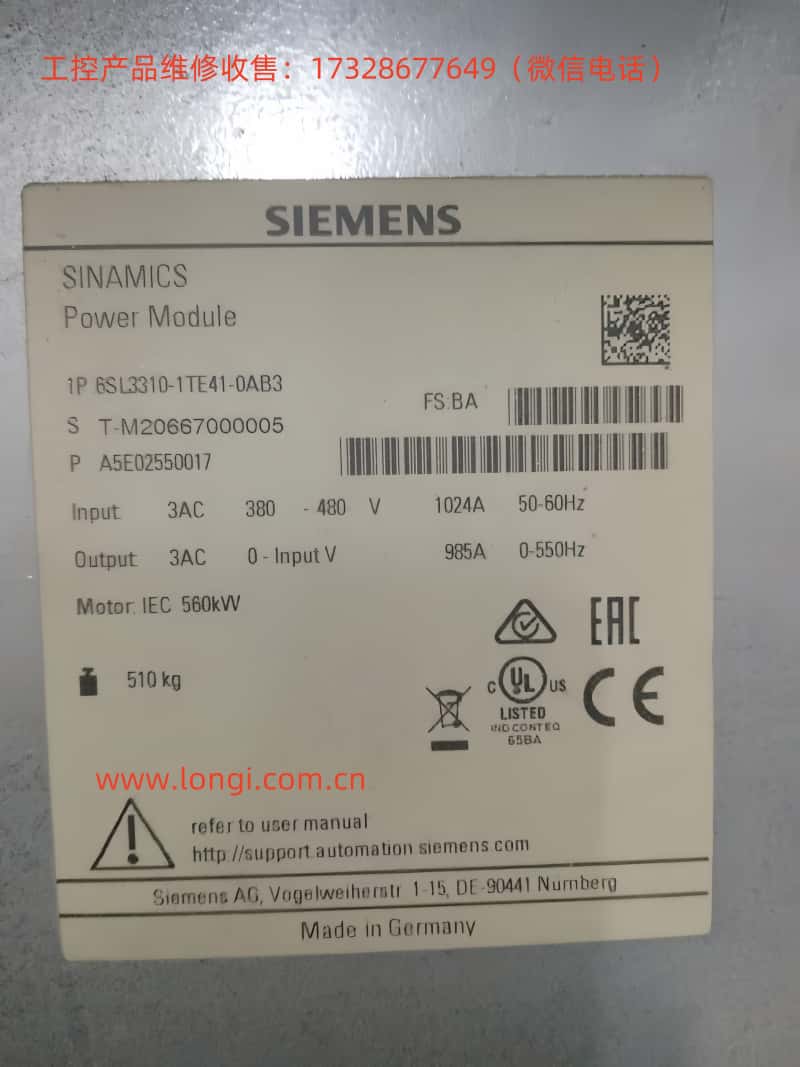 工控产品维修收售：17328677649（微信电话）
SIEMENS
SINAMICS
Power Module
1P 6SL3310-1TE41-0AB3
FS:BA
S T-M20667000005
P A5E02550017
Input: 3AC 380 - 480 V 1024A 50-60Hz
Output: 3AC 0 - Input V 985A 0-550Hz
Motor: IEC 560kW
EAC
510 kg
C UL US
LISTED
IND CONT EQ
65BA
CE
www.longi.com.cn
refer to user manual
http://support.automation.siemens.com
Siemens AG, Vogelweiherstr. 1-15, DE-90441 Nurnberg
Made in Germany